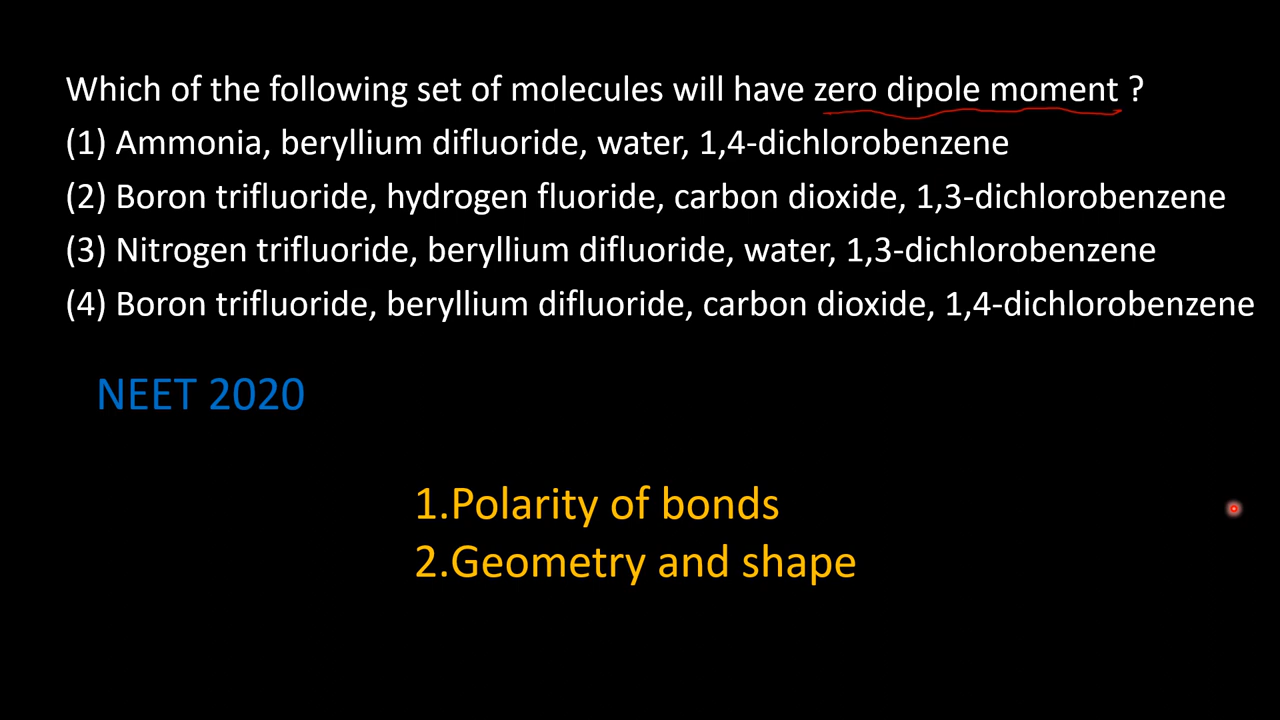 Which of the following set of molecules will have zero dipole moment ?
(1) Ammonia, beryllium difluoride, water, 1,4-dichlorobenzene
(2) Boron trifluoride, hydrogen fluoride, carbon dioxide, 1,3-dichlorobenzene
(3) Nitrogen trifluoride, beryllium difluoride, water, 1,3-dichlorobenzene
(4) Boron trifluoride, beryllium difluoride, carbon dioxide, 1,4-dichlorobenzene
NEET 2020
1.Polarity of bonds
2.Geometry and shape